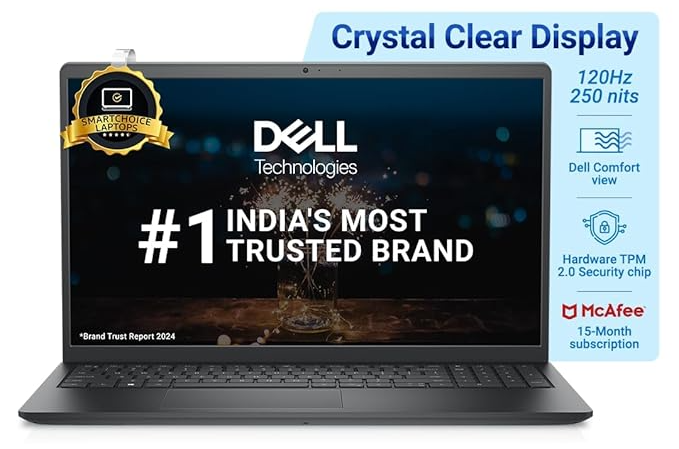 Crystal Clear Display
SMARTCHOICE
LAPTOPS
DELL
Technologies
#1 INDIA'S MOST
TRUSTED BRAND
*Brand Trust Report 2024
120Hz
250 nits
Dell Comfort
view
Hardware TPM
2.0 Security chip
McAfee
15-Month
subscription